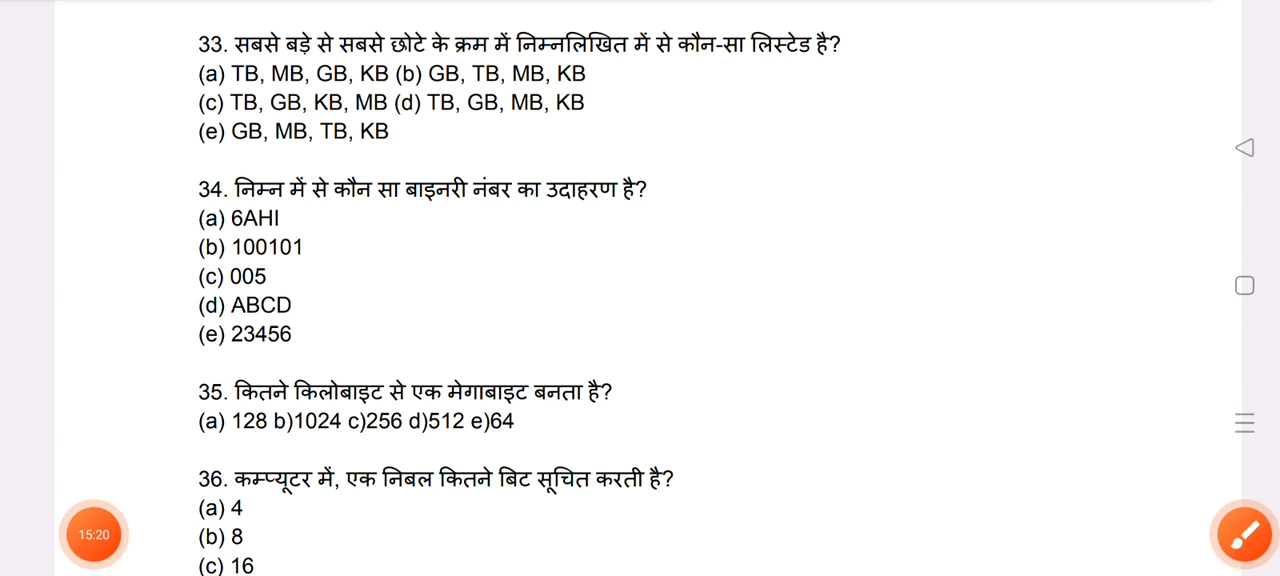 33. सबसे बड़े से सबसे छोटे के क्रम में निम्नलिखित में से कौन-सा लिस्टेड है?
(a) TB, MB, GB, KB (b) GB, TB, MB, KB
(c) TB, GB, KB, MB (d) TB, GB, MB, KB
(e) GB, MB, TB, KB
34. निम्न में से कौन सा बाइनरी नंबर का उदाहरण है?
(a) 6AHI
(b) 100101
(c) 005
(d) ABCD
(e) 23456
35. कितने किलोबाइट से एक मेगाबाइट बनता है?
(a) 128 b)1024 c)256 d)512 e)64
36. कम्प्यूटर में, एक निबल कितने बिट सूचित करती है?
(a) 4
(b) 8
(c) 16
15:20